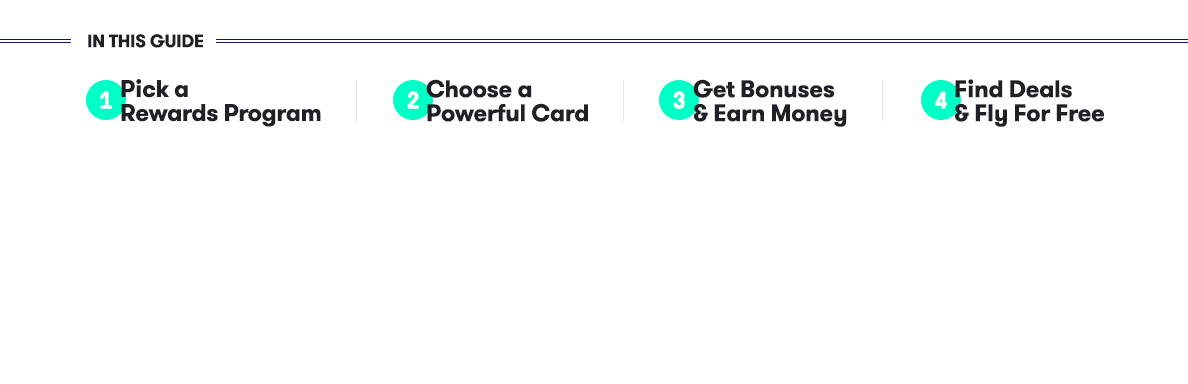 IN THIS GUIDE
1 Pick a
Rewards Program
2 Choose a
Powerful Card
3 Get Bonuses
& Earn Money
4 Find Deals
& Fly For Free